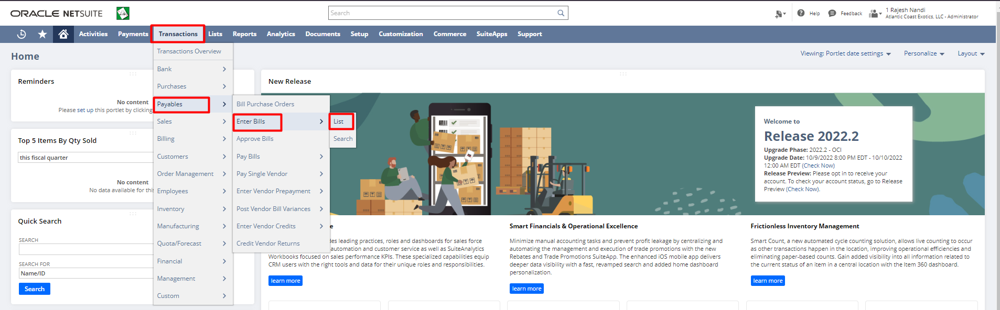 ORACLE NETSUITE
Search
Help
Feedback
1 Rajesh Nandi
Atlantic Coast Exotics, LLC - Administrator
Activities
Payments
Transactions
Lists
Reports
Analytics
Documents
Setup
Customization
Commerce
SuiteApps
Support
Home
Viewing: Portlet date settings
Personalize
Layout
Transactions Overview
Bank
Purchases
Payables
Sales
Billing
Customers
Order Management
Employees
Inventory
Manufacturing
Quota/Forecast
Financial
Management
Custom
Bill Purchase Orders
Enter Bills
Approve Bills
Pay Bills
Pay Single Vendor
Enter Vendor Prepayment
Post Vendor Bill Variances
Enter Vendor Credits
Credit Vendor Returns
List
Search
Reminders
No content
Please set up this portlet by clicking
Top 5 Items By Qty Sold
this fiscal quarter
No content
No data available for this
Quick Search
SEARCH
SEARCH FOR
Name/ID
Search
New Release
Welcome to
Release 2022.2
Upgrade Phase: 2022.2 - OCI
Upgrade Date: 10/9/2022 8:00 PM EDT - 10/10/2022
12:00 AM EDT (Check Now)
Release Preview: Please opt in to receive your
account. To check your account status, go to Release
Preview (Check Now).
leading practices, roles and dashboards for sales force
automation and customer service as well as SuiteAnalytics
Workbooks focused on sales performance KPIs. These specialized capabilities equip
CRM users with the right tools and data for their unique roles and responsibilities.
learn more
Smart Financials & Operational Excellence
Minimize manual accounting tasks and prevent profit leakage by centralizing and
automating the management and execution of trade promotions with the new
Rebates and Trade Promotions SuiteApp. The enhanced iOS mobile app delivers
deeper data visibility with a fast, revamped search and added home dashboard
personalization.
learn more
Frictionless Inventory Management
Smart Count, a new automated cycle counting solution, allows live counting to occur
as other transactions happen in the location, improving operational efficiencies and
eliminating paper-based counts. Gain added visibility into all information related to
the current status of an item in a central location with the Item 360 dashboard.
learn more